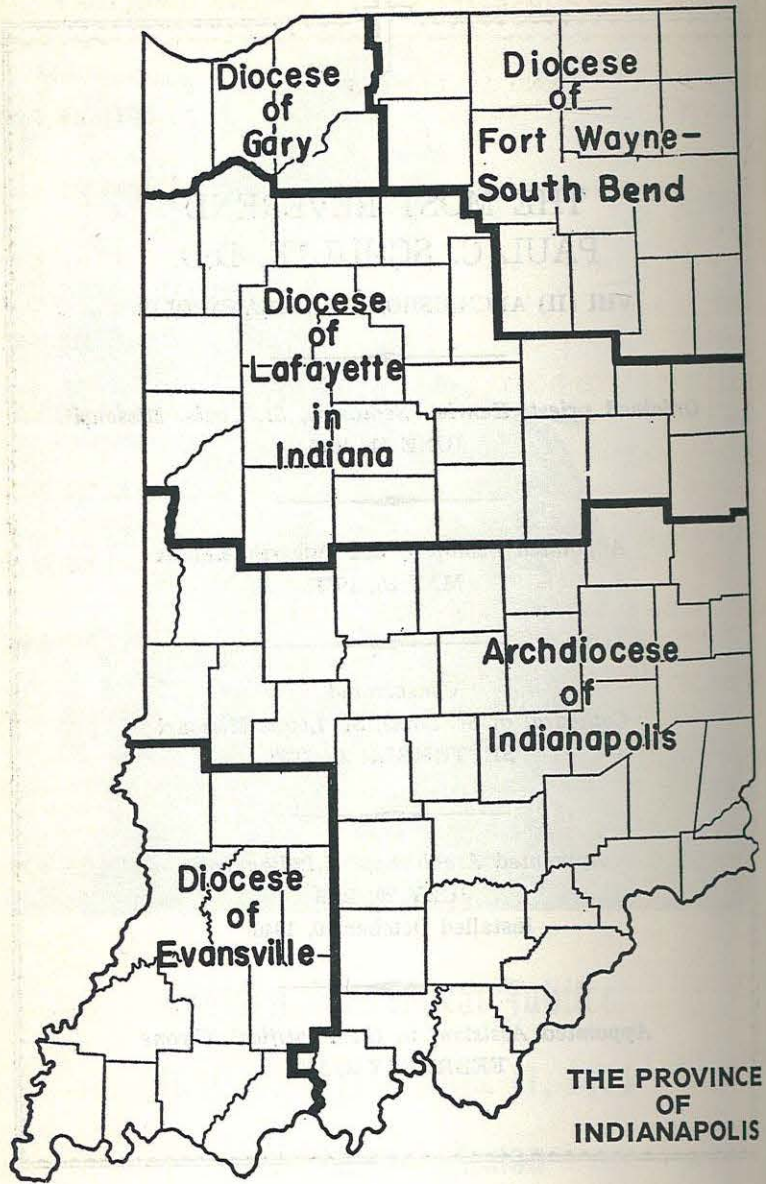 Diocese
of
Gary
Diocese
of
Fort Wayne-
South Bend
Diocese
of
Lafayette
in
Indiana
Archdiocese
of
Indianapolis
Diocese
of
Evansville
THE PROVINCE
OF
INDIANAPOLIS